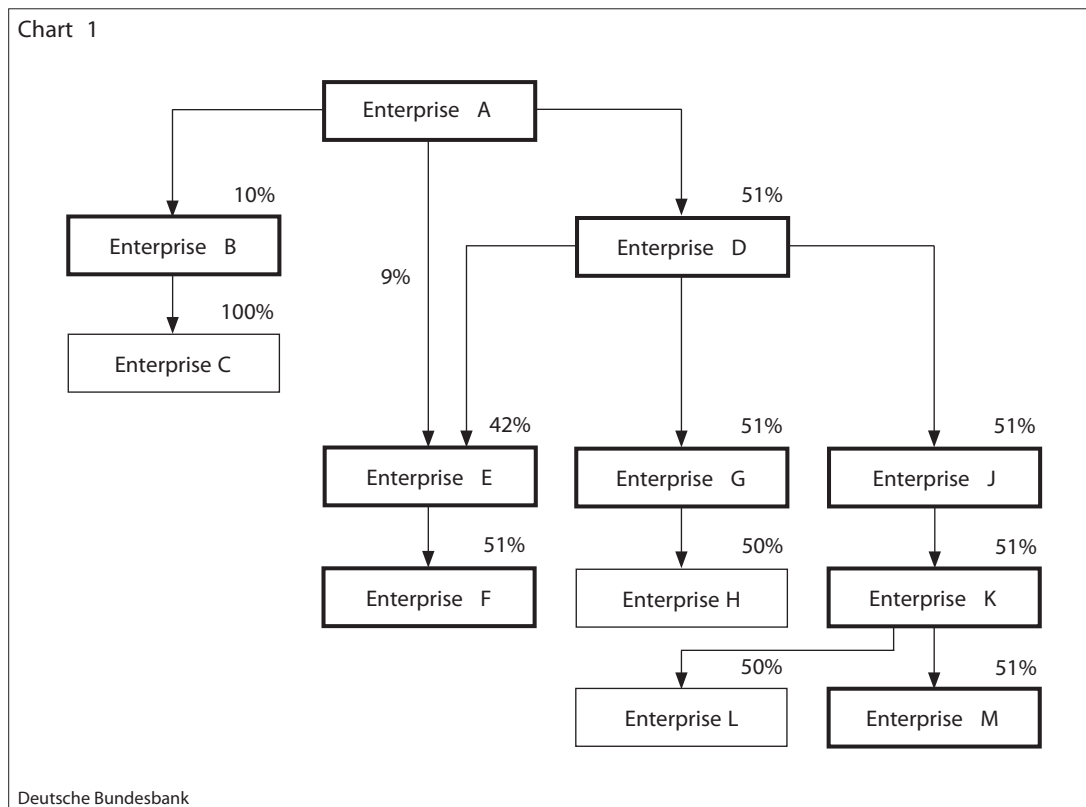 Chart 1
Enterprise A
10%
51%
Enterprise B
Enterprise D
9%
100%
Enterprise C
42%
51%
51%
Enterprise E
Enterprise G
Enterprise J
51%
50%
51%
Enterprise F
Enterprise H
Enterprise K
50%
51%
Enterprise L
Enterprise M
Deutsche Bundesbank